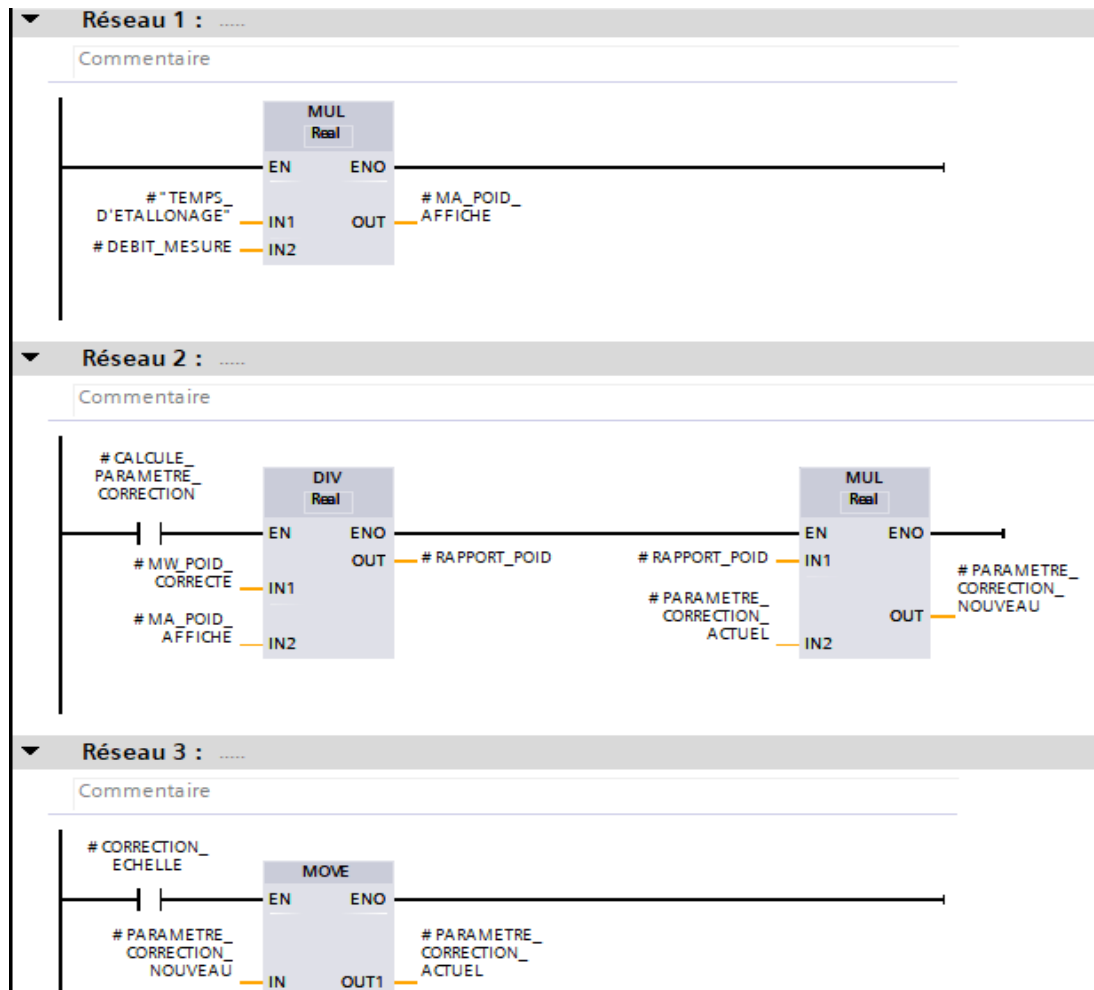 Réseau 1 : .....
Commentaire
MUL
Real
EN ENO
#"TEMPS_
D'ETALLONAGE"
IN1 OUT
#MA_POID_
AFFICHE
#DEBIT_MESURE
IN2
Réseau 2 : .....
Commentaire
#CALCULE_
PARAMETRE_
CORRECTION
DIV
Real
EN ENO
#MW_POID_
CORRECTE
IN1
OUT
#RAPPORT_POID
#MA_POID_
AFFICHE
IN2
MUL
Real
EN ENO
#RAPPORT_POID
IN1
#PARAMETRE_
CORRECTION_
ACTUEL
IN2
OUT
#PARAMETRE_
CORRECTION_
NOUVEAU
Réseau 3 : .....
Commentaire
#CORRECTION_
ECHELLE
MOVE
EN ENO
#PARAMETRE_
CORRECTION_
NOUVEAU
IN OUT1
#PARAMETRE_
CORRECTION_
ACTUEL